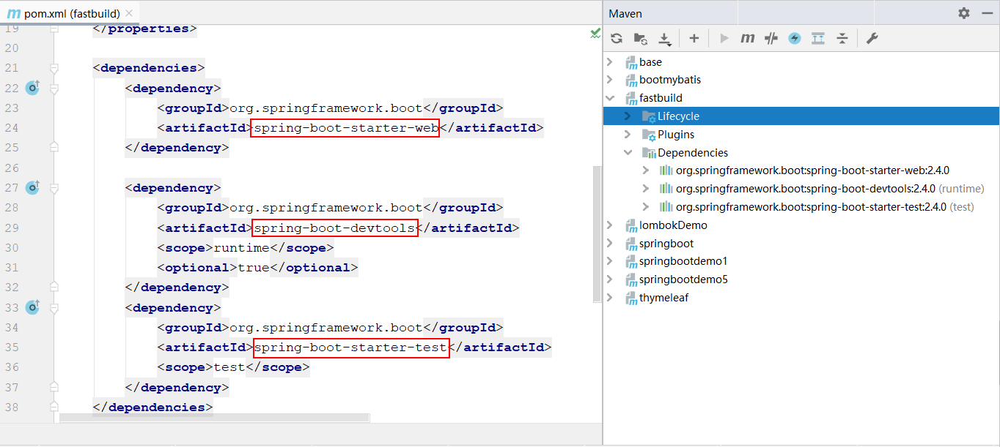 pom.xml (fastbuild)
19 </properties>
20
21 <dependencies>
22 <dependency>
23 <groupId>org.springframework.boot</groupId>
24 <artifactId>spring-boot-starter-web</artifactId>
25 </dependency>
26
27 <dependency>
28 <groupId>org.springframework.boot</groupId>
29 <artifactId>spring-boot-devtools</artifactId>
30 <scope>runtime</scope>
31 <optional>true</optional>
32 </dependency>
33 <dependency>
34 <groupId>org.springframework.boot</groupId>
35 <artifactId>spring-boot-starter-test</artifactId>
36 <scope>test</scope>
37 </dependency>
38 </dependencies>
Maven
base
bootmybatis
fastbuild
Lifecycle
Plugins
Dependencies
org.springframework.boot:spring-boot-starter-web:2.4.0
org.springframework.boot:spring-boot-devtools:2.4.0 (runtime)
org.springframework.boot:spring-boot-starter-test:2.4.0 (test)
lombokDemo
springboot
springbootdemo1
springbootdemo5
thymeleaf